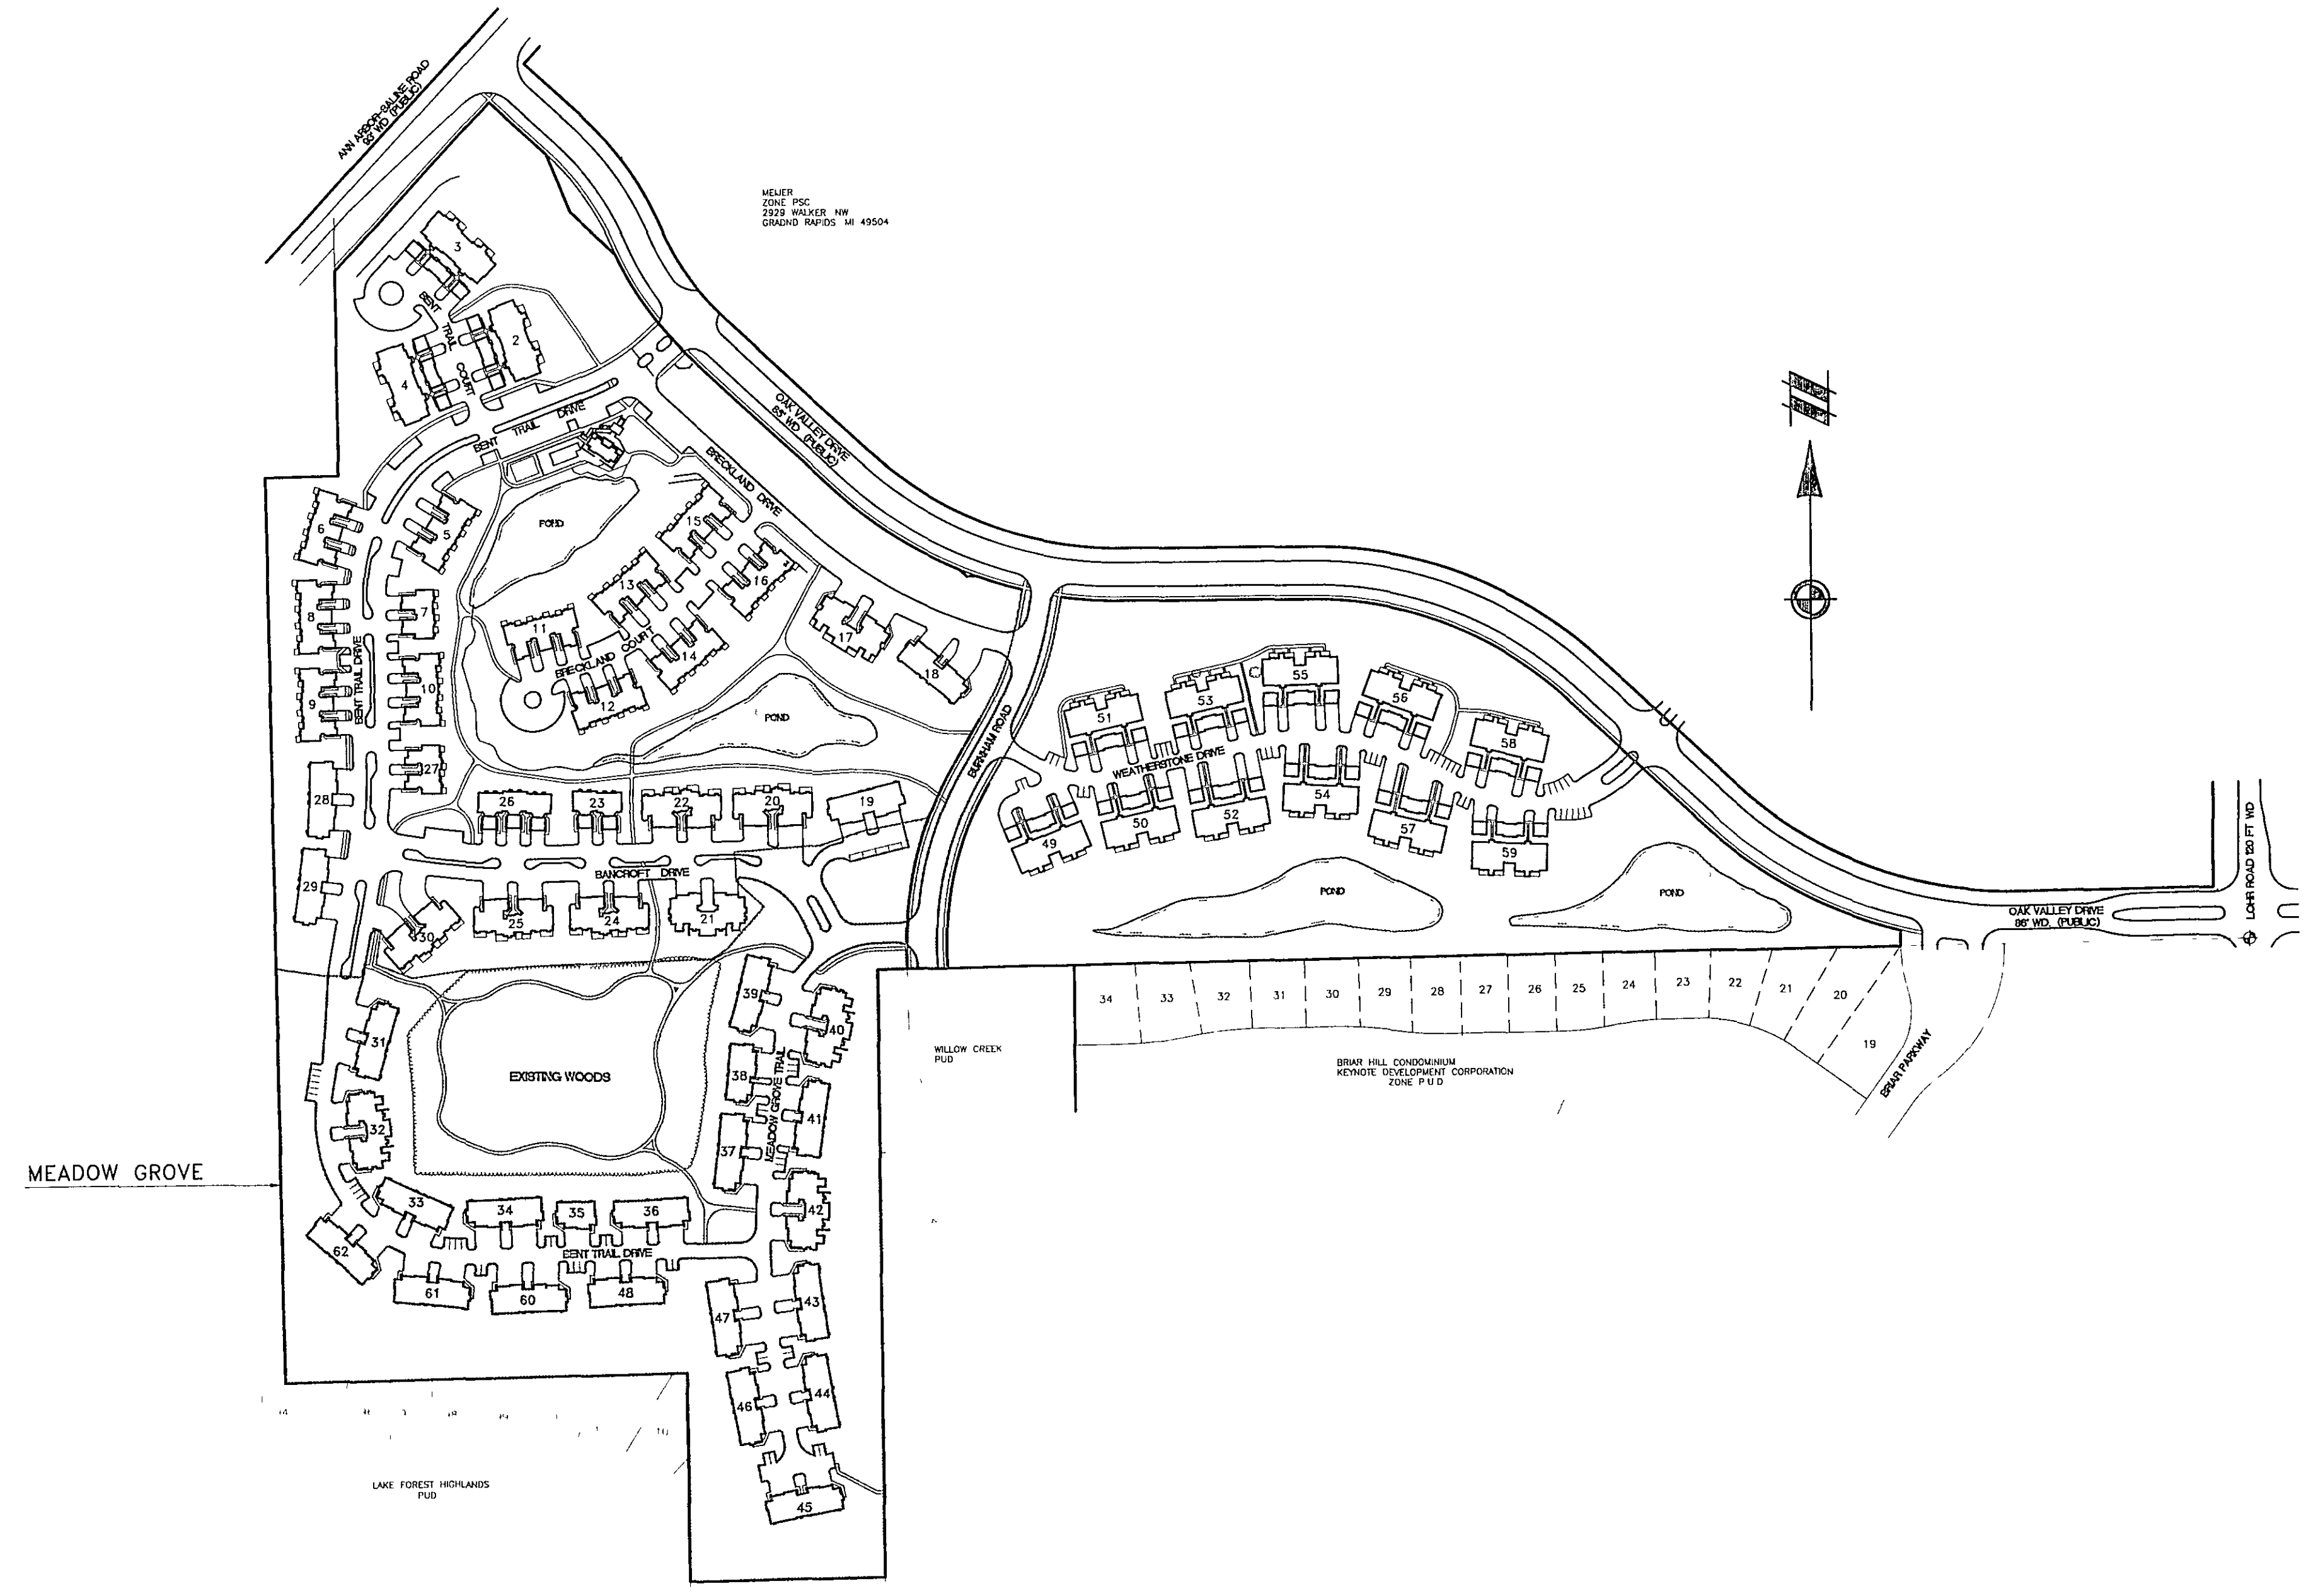 ANN ARBOR-SALINE ROAD
93' WD (PUBLIC)
MEIJER
ZONE PSC
2929 WALKER NW
GRADND RAPIDS MI 49504
3
BENT
TRAIL
COURT
2
4
OAK VALLEY DRIVE
86' WD (PUBLIC)
BENT TRAIL DRIVE
BRECKLAND DRIVE
POND
6
5
15
16
13
8
7
11
17
14
BRECKLAND COURT
18
BENT TRAIL DRIVE
10
9
12
POND
BURNHAM ROAD
55
56
53
51
58
WEATHERSTONE DRIVE
27
28
26
23
22
20
19
54
52
50
57
49
59
BANCROFT DRIVE
29
25
24
21
30
POND
POND
OAK VALLEY DRIVE
86' WD. (PUBLIC)
LOHR ROAD 120 FT WD
39
40
34
33
32
31
30
29
28
27
26
25
24
23
22
21
20
19
31
WILLOW CREEK
PUD
BRIAR HILL CONDOMINIUM
KEYNOTE DEVELOPMENT CORPORATION
ZONE P U D
BRIAR PARKWAY
EXISTING WOODS
38
MEADOW GROVE TRAIL
41
32
37
MEADOW GROVE
33
34
35
36
42
62
BENT TRAIL DRIVE
61
60
48
47
43
46
44
LAKE FOREST HIGHLANDS
PUD
45